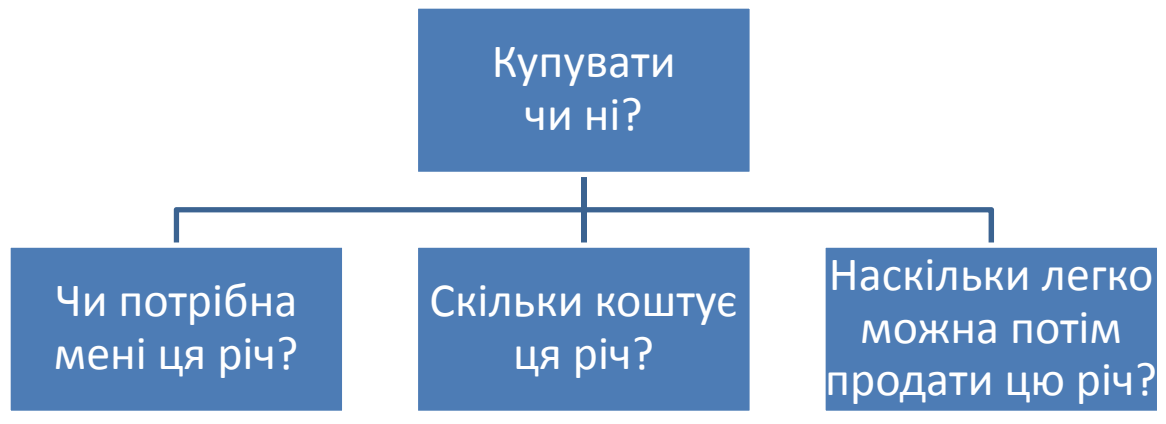 Купувати
чи ні?
Чи потрібна
мені ця річ?
Скільки коштує
ця річ?
Наскільки легко
можна потім
продати цю річ?